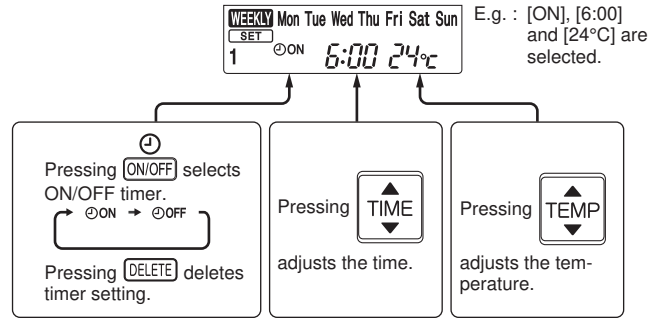 WEEKLY Mon Tue Wed Thu Fri Sat Sun
SET
1 ON 6:00 24°C
E.g. : [ON], [6:00]
and [24°C] are
selected.
Pressing ON/OFF selects
ON/OFF timer.
ON → OFF
Pressing DELETE deletes
timer setting.
Pressing ▲ TIME ▼
adjusts the time.
Pressing ▲ TEMP ▼
adjusts the tem-
perature.